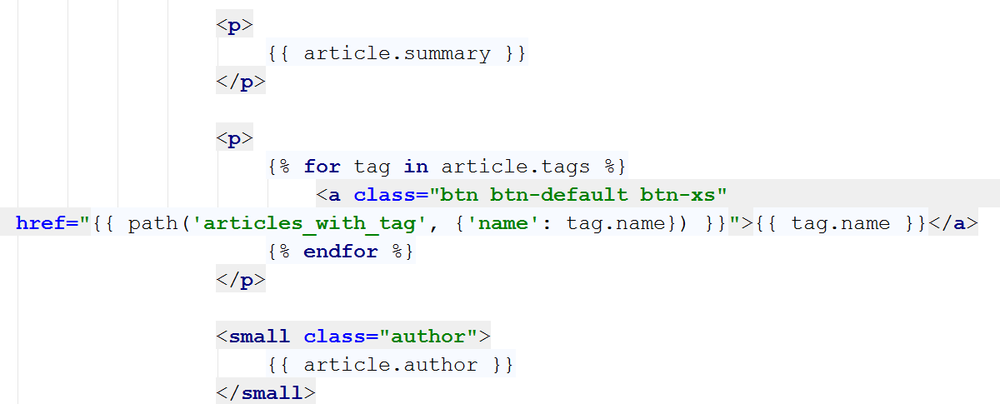 <p>
{{ article.summary }}
</p>
<p>
{% for tag in article.tags %}
<a class="btn btn-default btn-xs"
href="{{ path('articles_with_tag', {'name': tag.name}) }}">{{ tag.name }}</a>
{% endfor %}
</p>
<small class="author">
{{ article.author }}
</small>